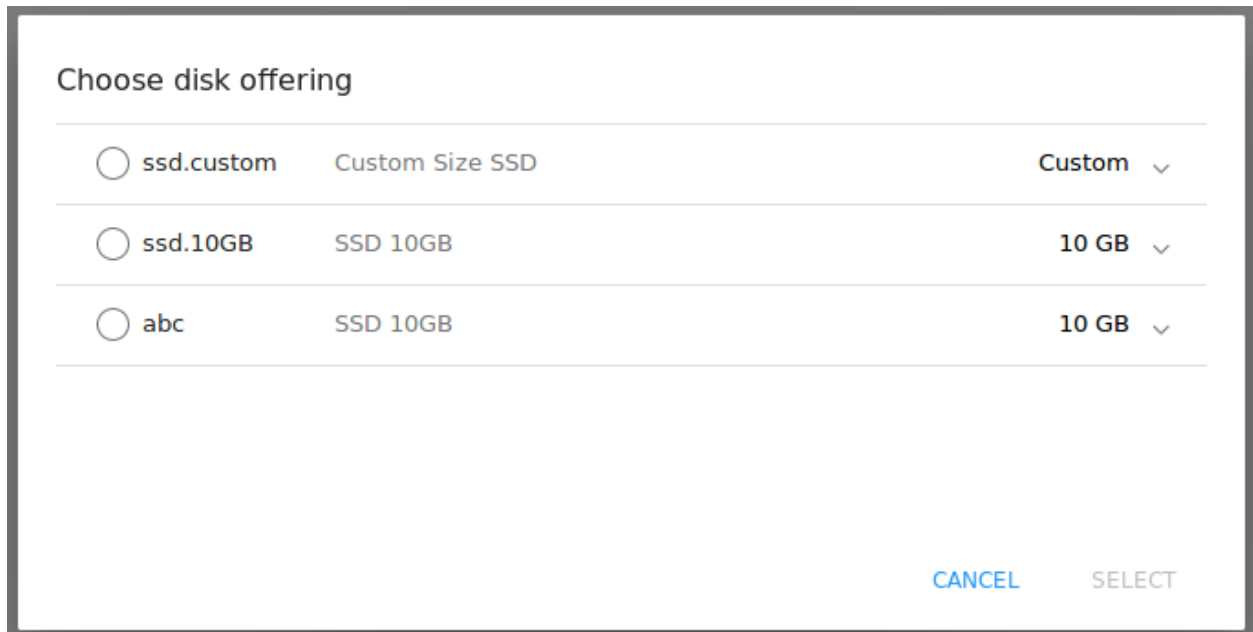 Choose disk offering
ssd.custom Custom Size SSD Custom
ssd.10GB SSD 10GB 10 GB
abc SSD 10GB 10 GB
CANCEL SELECT